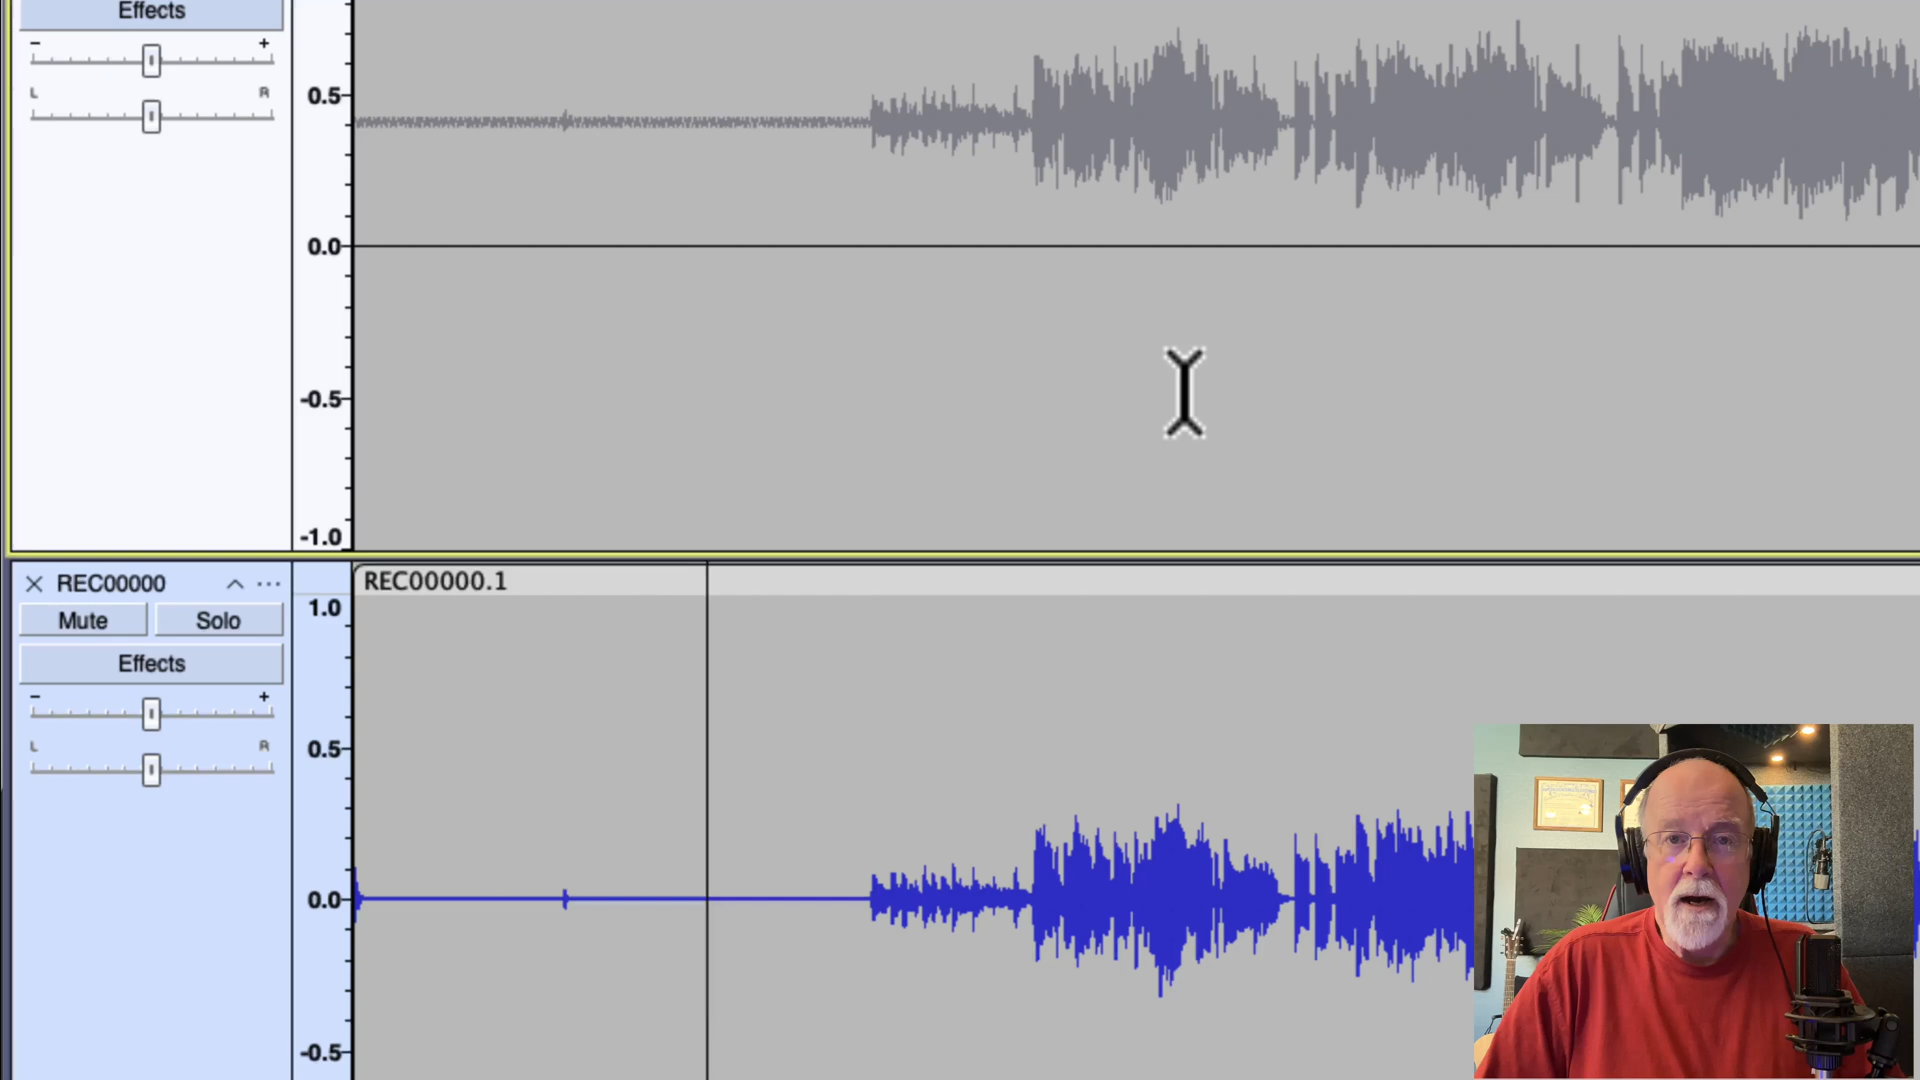 Effects
- +
L R
0.5
0.0
-0.5
-1.0
REC00000 ...
Mute Solo
Effects
- +
L R
REC00000.1
1.0
0.5
0.0
-0.5